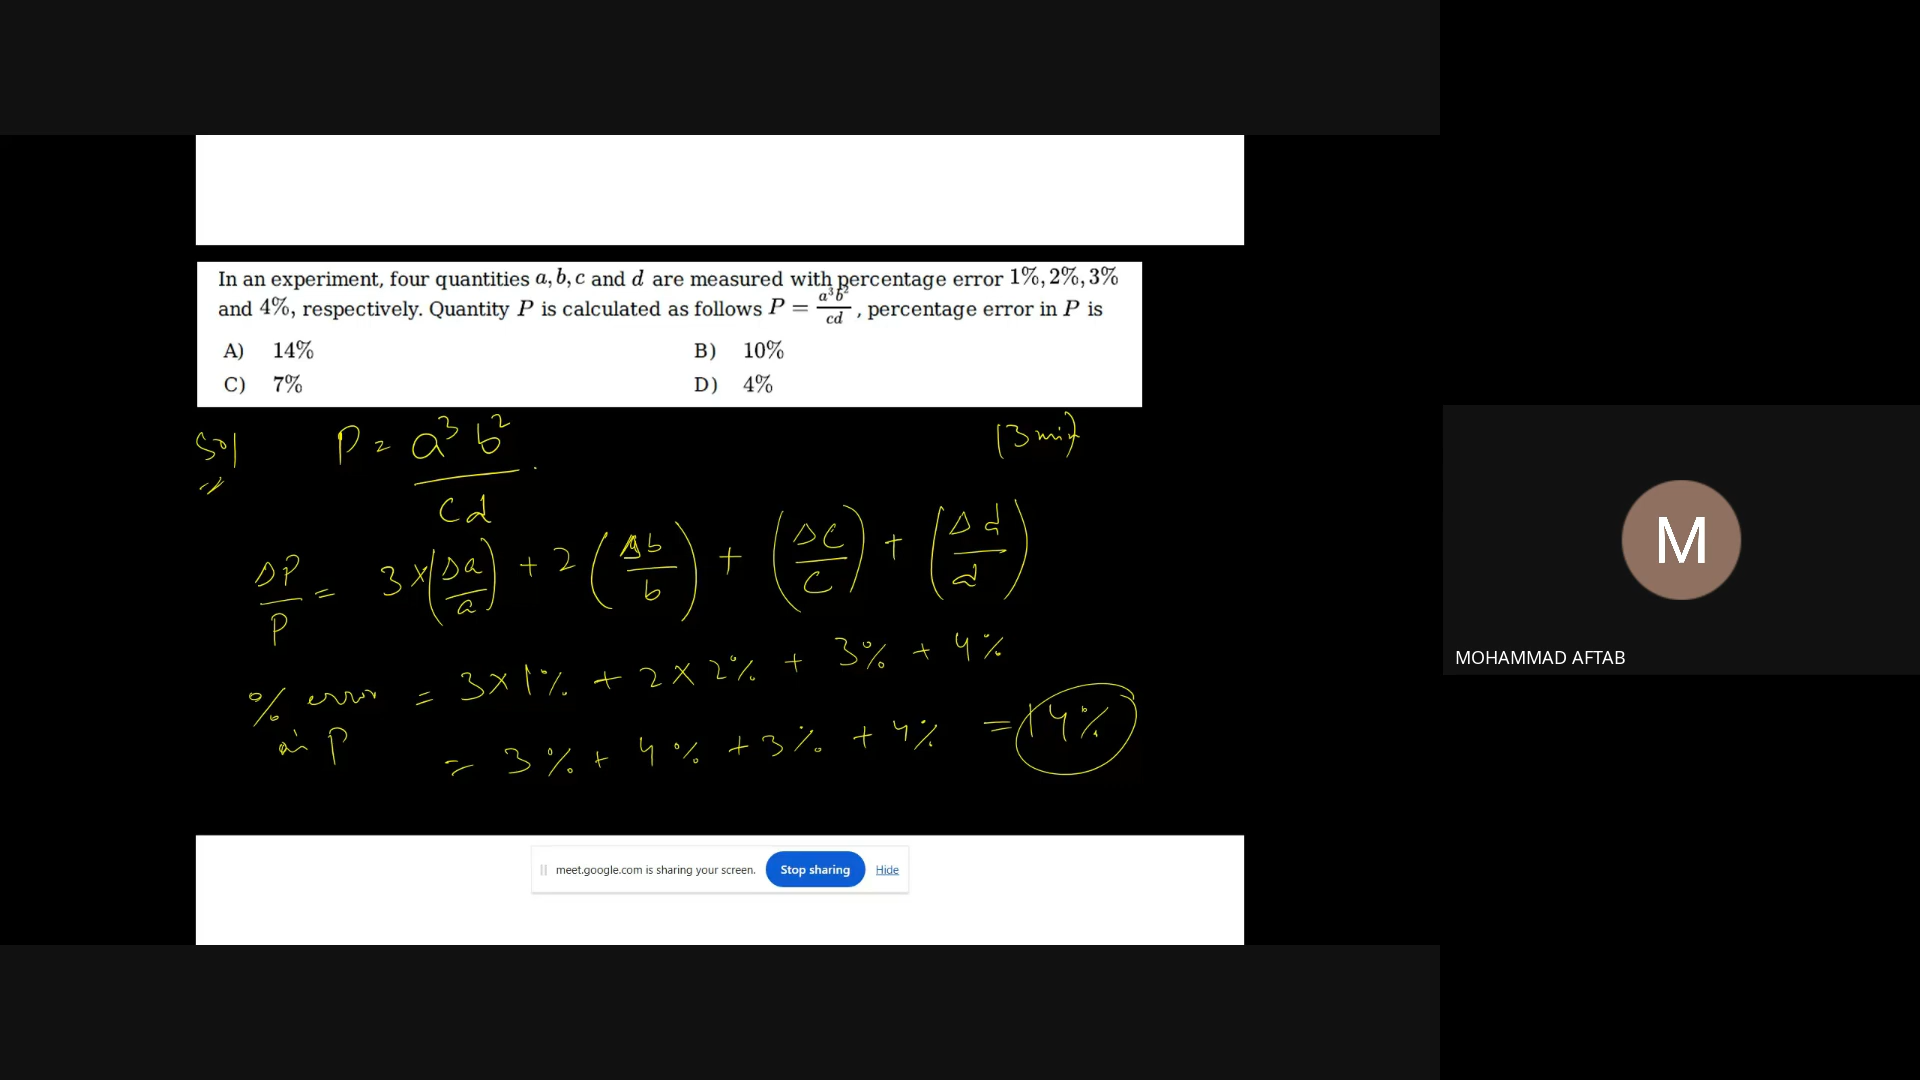 In an experiment, four quantities a, b, c and d are measured with percentage error 1%, 2%, 3%
and 4%, respectively. Quantity P is calculated as follows P = a³b²/cd , percentage error in P is
A) 14% B) 10%
C) 7% D) 4%
Sol P = a³ b² / cd (3 min)
ΔP/P = 3×(Δa/a) + 2(Δb/b) + (ΔC/C) + (Δd/d)
% error in P = 3×1% + 2×2% + 3% + 4%
= 3% + 4% + 3% + 4% = 14%
meet.google.com is sharing your screen. Stop sharing Hide
M
MOHAMMAD AFTAB